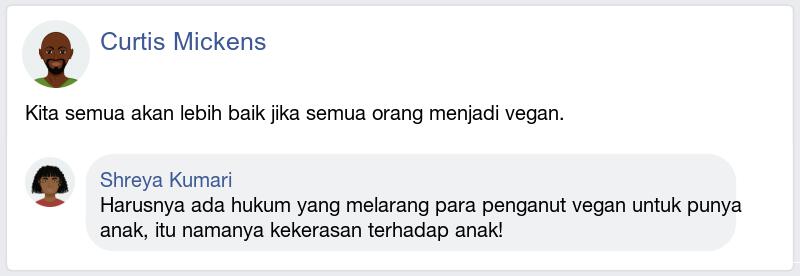 Curtis Mickens
Kita semua akan lebih baik jika semua orang menjadi vegan.
Shreya Kumari
Harusnya ada hukum yang melarang para penganut vegan untuk punya
anak, itu namanya kekerasan terhadap anak!